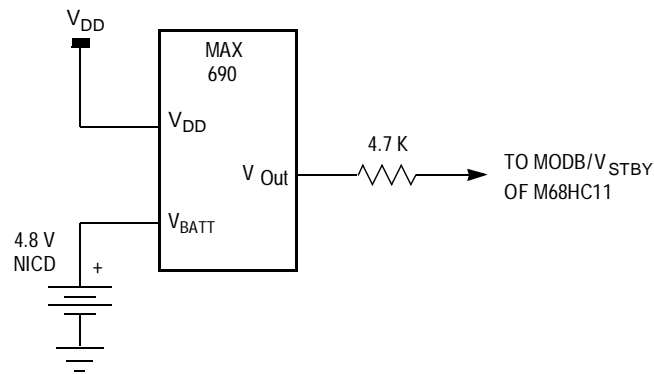 VDD
MAX
690
VDD
4.7 K
V Out
TO MODB/VSTBY
OF M68HC11
VBATT
4.8 V
NICD
+